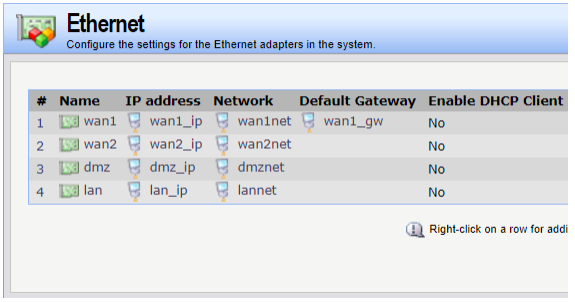 Ethernet
Configure the settings for the Ethernet adapters in the system.
# Name IP address Network Default Gateway Enable DHCP Client
1 wan1 wan1_ip wan1net wan1_gw No
2 wan2 wan2_ip wan2net No
3 dmz dmz_ip dmznet No
4 lan lan_ip lannet No
Right-click on a row for addi